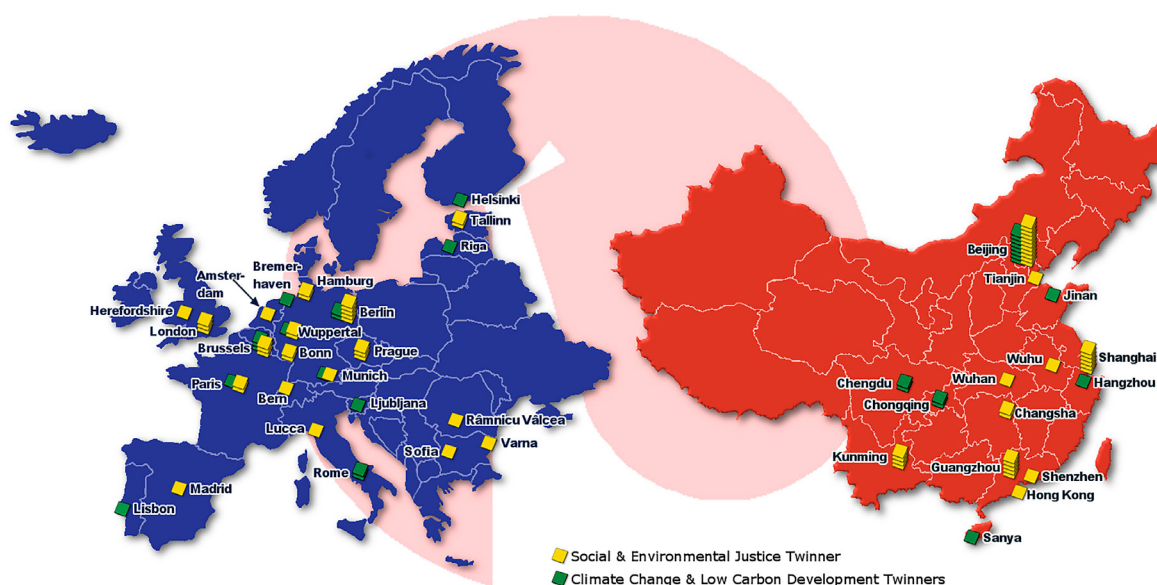 Helsinki
Tallinn
Riga
Bremer-
haven
Hamburg
Amster-
dam
Berlin
Herefordshire
London
Wuppertal
Brussels
Bonn
Prague
Paris
Munich
Bern
Ljubljana
Lucca
Râmnicu Vâlcea
Sofia
Varna
Rome
Madrid
Lisbon
Beijing
Tianjin
Jinan
Shanghai
Wuhu
Hangzhou
Chengdu
Wuhan
Chongqing
Changsha
Kunming
Guangzhou
Shenzhen
Hong Kong
Sanya
Social & Environmental Justice Twinner
Climate Change & Low Carbon Development Twinners